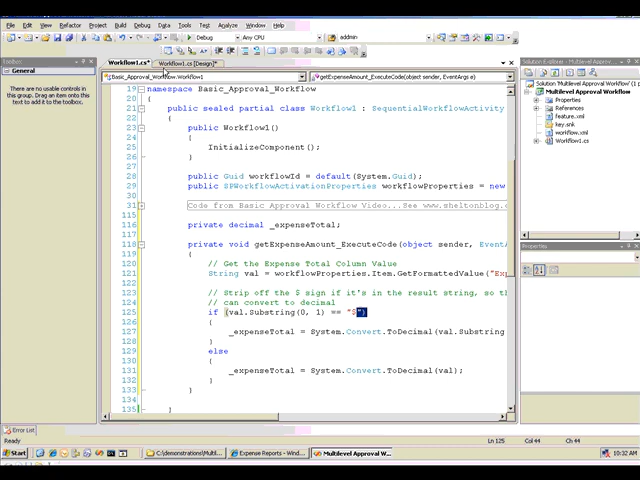 File Edit View Refactor Project Build Debug Data Tools Test Analyze Window Help
Debug Any CPU admin
Toolbox
General
There are no usable controls in
this group. Drag an item onto this
text to add it to the toolbox.
Workflow1.cs* Workflow1.cs [Design]*
Basic_Approval_Workflow.Workflow1 getExpenseAmount_ExecuteCode(object sender, EventArgs e)
19 namespace Basic_Approval_Workflow
20 {
21 public sealed partial class Workflow1 : SequentialWorkflowActivity
22 {
23 public Workflow1()
24 {
25 InitializeComponent();
26 }
27
28 public Guid workflowId = default(System.Guid);
29 public SPWorkflowActivationProperties workflowProperties = new
30
31 Code from Basic Approval Workflow Video...See www.sheltonblog.c
115
116 private decimal _expenseTotal;
117
118 private void getExpenseAmount_ExecuteCode(object sender, EventA
119 {
120 // Get the Expense Total Column Value
121 String val = workflowProperties.Item.GetFormattedValue("Exp
122
123 // Strip off the $ sign if it's in the result string, so th
124 // can convert to decimal
125 if (val.Substring(0, 1) == "$")
126 {
127 _expenseTotal = System.Convert.ToDecimal(val.Substring
128 }
129 else
130 {
131 _expenseTotal = System.Convert.ToDecimal(val);
132 }
133 }
134
135 }
Solution Explorer
Solution 'Multilevel Approval Workflow' (1 p
Multilevel Approval Workflow
Properties
References
feature.xml
key.snk
workflow.xml
Workflow1.cs
Properties
Error List
Ready Ln 125 Col 44 Ch 44
Start C:\demonstrations\Multi... Expense Reports - Wind... Multilevel Approval W... 10:32 AM